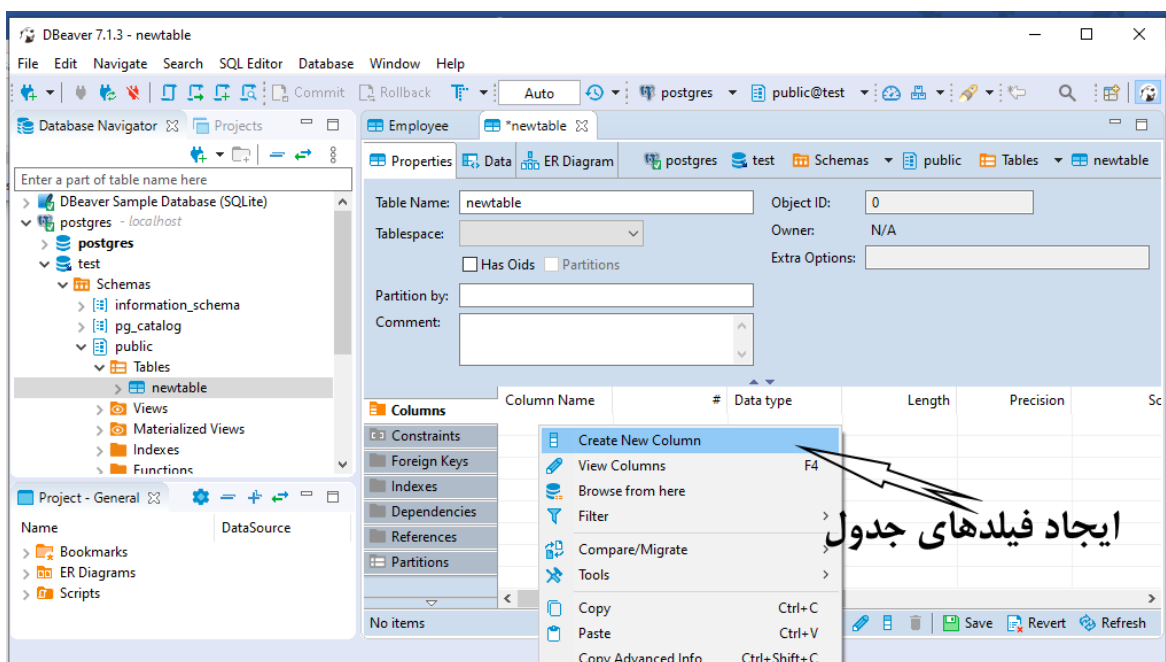 DBeaver 7.1.3 - newtable
File Edit Navigate Search SQL Editor Database Window Help
Commit Rollback Auto postgres public@test
Database Navigator Projects
Enter a part of table name here
DBeaver Sample Database (SQLite)
postgres - localhost
postgres
test
Schemas
information_schema
pg_catalog
public
Tables
newtable
Views
Materialized Views
Indexes
Functions
Project - General
Name DataSource
Bookmarks
ER Diagrams
Scripts
Employee *newtable
Properties Data ER Diagram postgres test Schemas public Tables newtable
Table Name: newtable Object ID: 0
Tablespace: Owner: N/A
Has Oids Partitions Extra Options:
Partition by:
Comment:
Column Name # Data type Length Precision Sc
Columns
Constraints
Foreign Keys
Indexes
Dependencies
References
Partitions
Create New Column
View Columns F4
Browse from here
Filter
Compare/Migrate
Tools
Copy Ctrl+C
Paste Ctrl+V
Copy Advanced Info Ctrl+Shift+C
ایجاد فیلدهای جدول
No items Save Revert Refresh